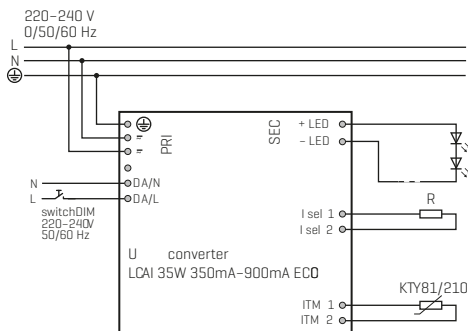 220–240 V
0/50/60 Hz
L
N
PRI
SEC
+ LED
– LED
N
DA/N
L
DA/L
switchDIM
220–240V
50/60 Hz
I sel 1
I sel 2
R
U converter
LCAI 35W 350mA–900mA ECO
KTY81/210
ITM 1
ITM 2